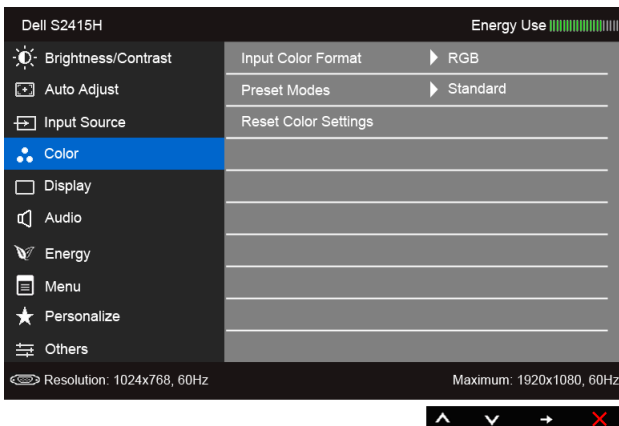 Dell S2415H Energy Use
Brightness/Contrast Input Color Format RGB
Auto Adjust Preset Modes Standard
Input Source Reset Color Settings
Color
Display
Audio
Energy
Menu
Personalize
Others
Resolution: 1024x768, 60Hz Maximum: 1920x1080, 60Hz